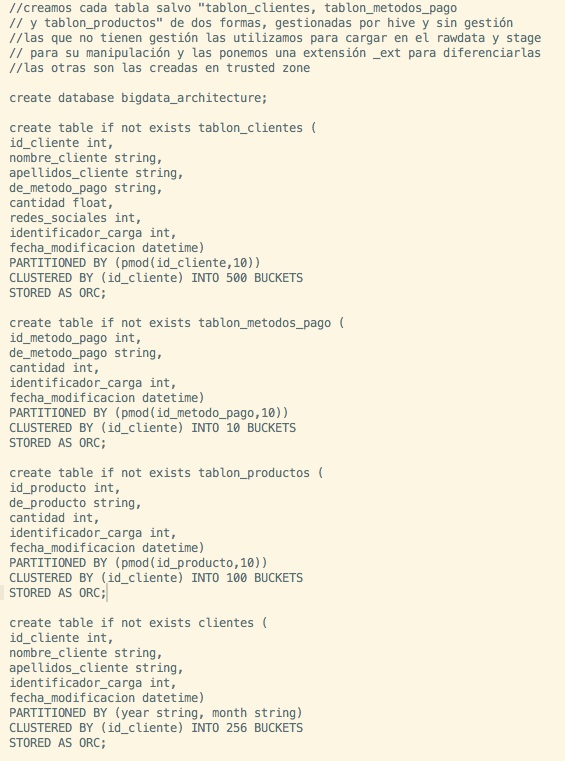 //creamos cada tabla salvo "tablon_clientes, tablon_metodos_pago
// y tablon_productos" de dos formas, gestionadas por hive y sin gestión
//las que no tienen gestión las utilizamos para cargar en el rawdata y stage
// para su manipulación y las ponemos una extensión _ext para diferenciarlas
//las otras son las creadas en trusted zone

create database bigdata_architecture;

create table if not exists tablon_clientes (
id_cliente int,
nombre_cliente string,
apellidos_cliente string,
de_metodo_pago string,
cantidad float,
redes_sociales int,
identificador_carga int,
fecha_modificacion datetime)
PARTITIONED BY (pmod(id_cliente,10))
CLUSTERED BY (id_cliente) INTO 500 BUCKETS
STORED AS ORC;

create table if not exists tablon_metodos_pago (
id_metodo_pago int,
de_metodo_pago string,
cantidad int,
identificador_carga int,
fecha_modificacion datetime)
PARTITIONED BY (pmod(id_metodo_pago,10))
CLUSTERED BY (id_cliente) INTO 10 BUCKETS
STORED AS ORC;

create table if not exists tablon_productos (
id_producto int,
de_producto string,
cantidad int,
identificador_carga int,
fecha_modificacion datetime)
PARTITIONED BY (pmod(id_producto,10))
CLUSTERED BY (id_cliente) INTO 100 BUCKETS
STORED AS ORC;

create table if not exists clientes (
id_cliente int,
nombre_cliente string,
apellidos_cliente string,
identificador_carga int,
fecha_modificacion datetime)
PARTITIONED BY (year string, month string)
CLUSTERED BY (id_cliente) INTO 256 BUCKETS
STORED AS ORC;